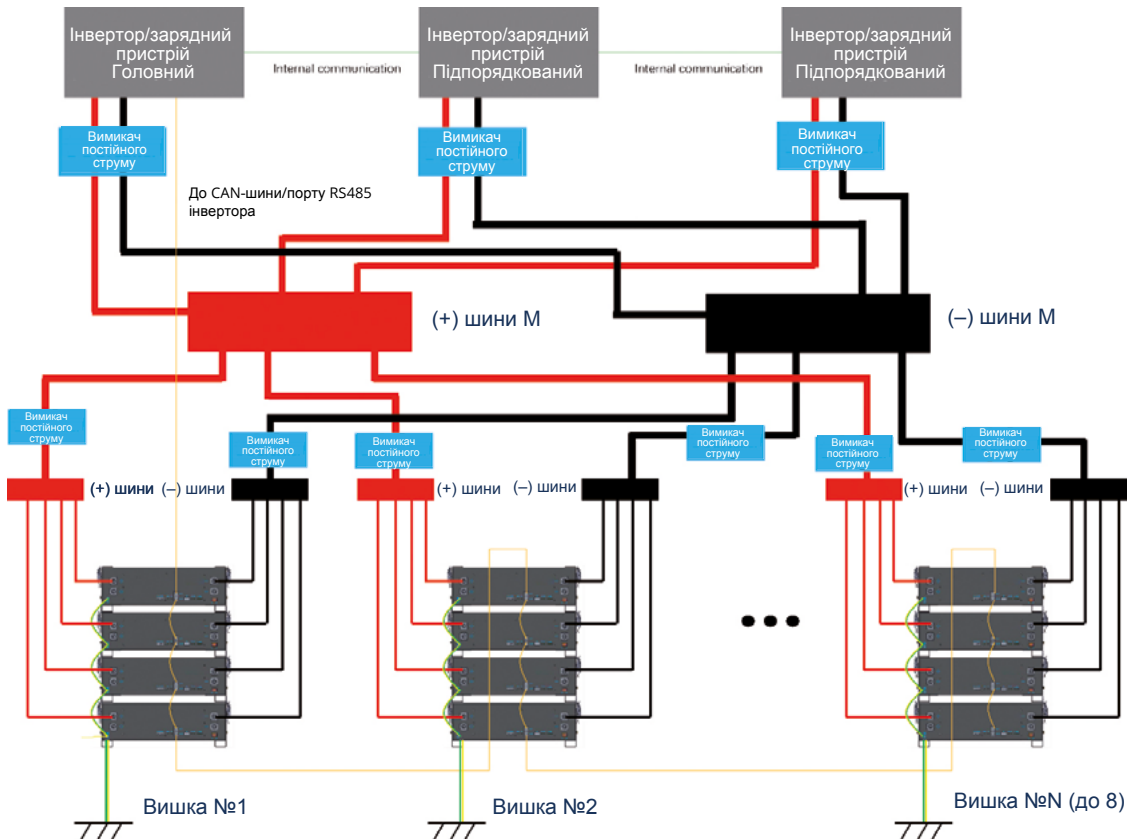 Інвертор/зарядний
пристрій
Головний
Internal communication
Інвертор/зарядний
пристрій
Підпорядкований
Internal communication
Інвертор/зарядний
пристрій
Підпорядкований
Вимикач
постійного
струму
Вимикач
постійного
струму
Вимикач
постійного
струму
До CAN-шини/порту RS485
інвертора
(+) шини М
(–) шини М
Вимикач
постійного
струму
Вимикач
постійного
струму
Вимикач
постійного
струму
Вимикач
постійного
струму
Вимикач
постійного
струму
Вимикач
постійного
струму
(+) шини (–) шини
(+) шини (–) шини
(+) шини (–) шини
Вишка №1
Вишка №2
Вишка №N (до 8)